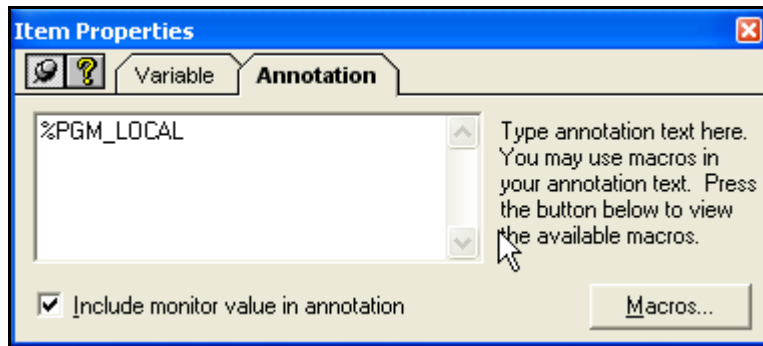 Item Properties
? Variable Annotation
%PGM_LOCAL
Type annotation text here.
You may use macros in
your annotation text. Press
the button below to view
the available macros.
Include monitor value in annotation
Macros...